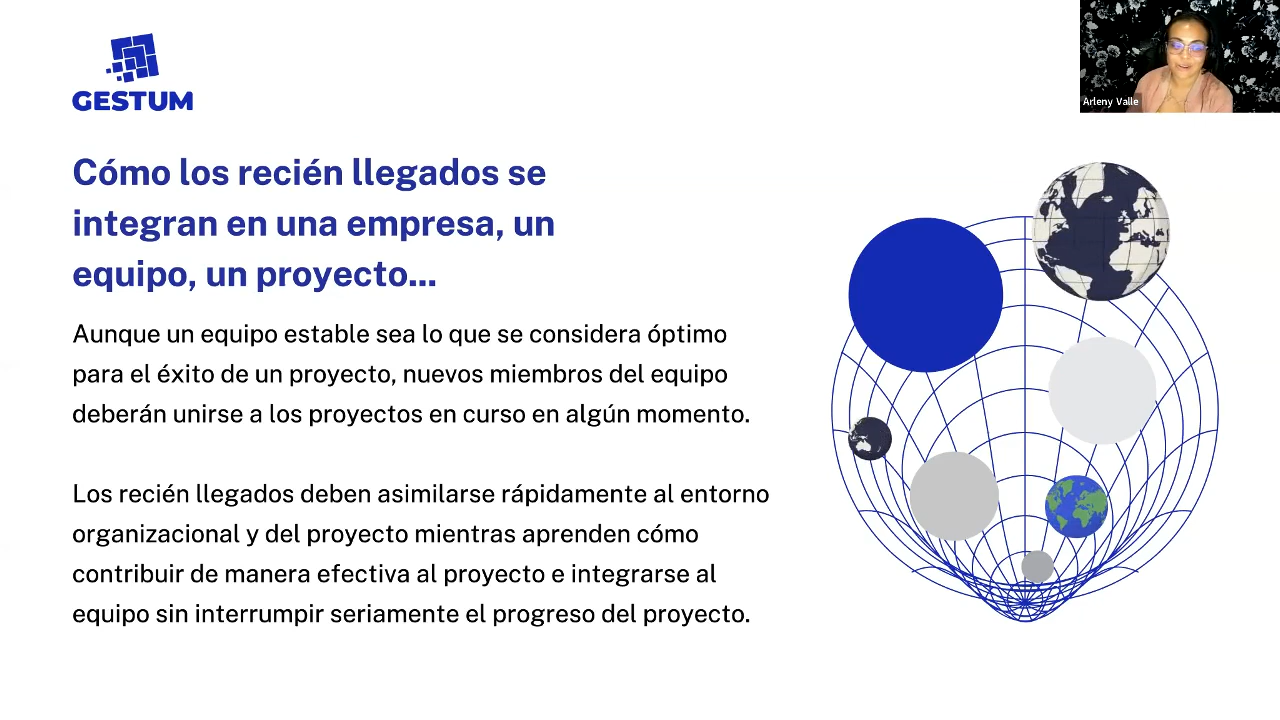 GESTUM
Arleny Valle
Cómo los recién llegados se
integran en una empresa, un
equipo, un proyecto...
Aunque un equipo estable sea lo que se considera óptimo
para el éxito de un proyecto, nuevos miembros del equipo
deberán unirse a los proyectos en curso en algún momento.
Los recién llegados deben asimilarse rápidamente al entorno
organizacional y del proyecto mientras aprenden cómo
contribuir de manera efectiva al proyecto e integrarse al
equipo sin interrumpir seriamente el progreso del proyecto.